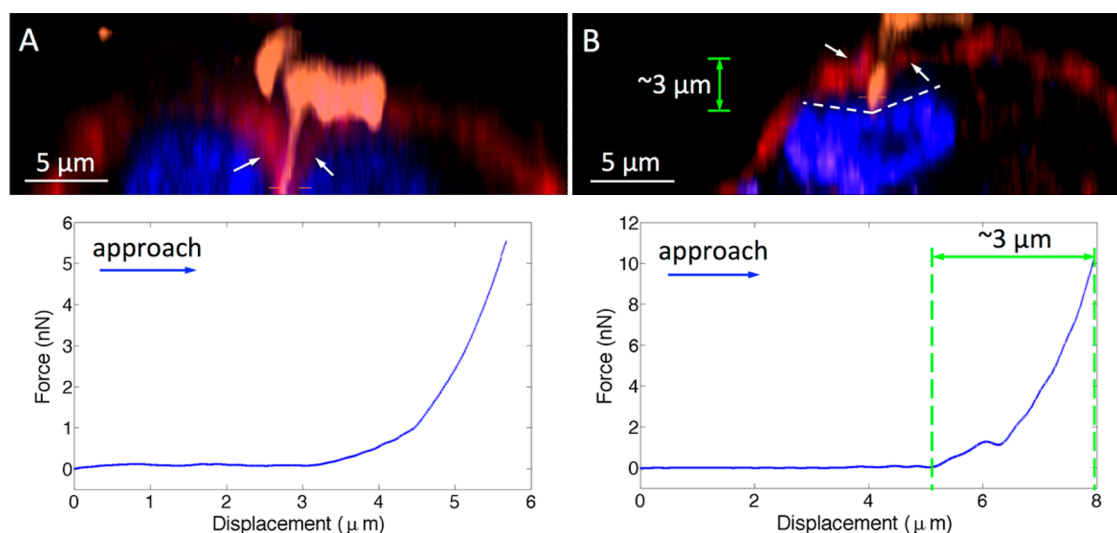 A
5 μm
B
~3 μm
5 μm
approach
Force (nN)
6
5
4
3
2
1
0
0 1 2 3 4 5 6
Displacement (μ m)
approach
~3 μm
Force (nN)
12
10
8
6
4
2
0
0 2 4 6 8
Displacement (μ m)